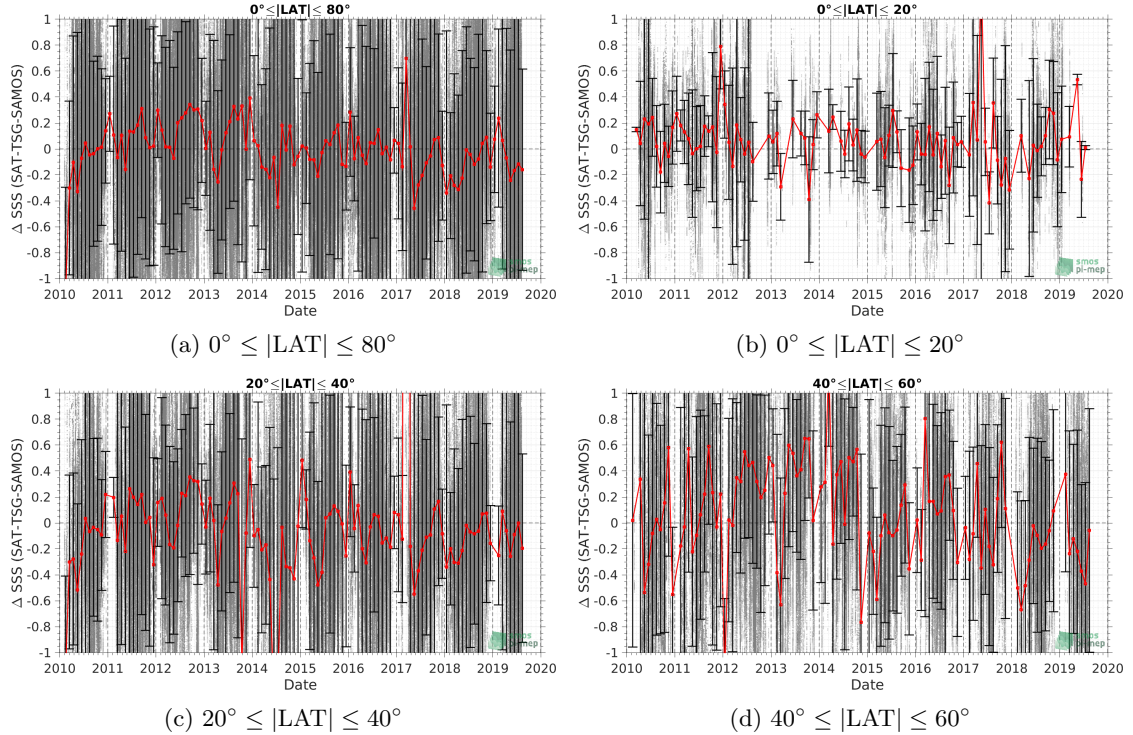 0°≤|LAT|≤ 80°
Δ SSS (SAT-TSG-SAMOS)
1
0.8
0.6
0.4
0.2
0
-0.2
-0.4
-0.6
-0.8
-1
2010 2011 2012 2013 2014 2015 2016 2017 2018 2019 2020
Date
smos
pi-mep
(a) 0° ≤ |LAT| ≤ 80°
0°≤|LAT|≤ 20°
Δ SSS (SAT-TSG-SAMOS)
1
0.8
0.6
0.4
0.2
0
-0.2
-0.4
-0.6
-0.8
-1
2010 2011 2012 2013 2014 2015 2016 2017 2018 2019 2020
Date
smos
pi-mep
(b) 0° ≤ |LAT| ≤ 20°
20°≤|LAT|≤ 40°
Δ SSS (SAT-TSG-SAMOS)
1
0.8
0.6
0.4
0.2
0
-0.2
-0.4
-0.6
-0.8
-1
2010 2011 2012 2013 2014 2015 2016 2017 2018 2019 2020
Date
smos
pi-mep
(c) 20° ≤ |LAT| ≤ 40°
40°≤|LAT|≤ 60°
Δ SSS (SAT-TSG-SAMOS)
1
0.8
0.6
0.4
0.2
0
-0.2
-0.4
-0.6
-0.8
-1
2010 2011 2012 2013 2014 2015 2016 2017 2018 2019 2020
Date
smos
pi-mep
(d) 40° ≤ |LAT| ≤ 60°